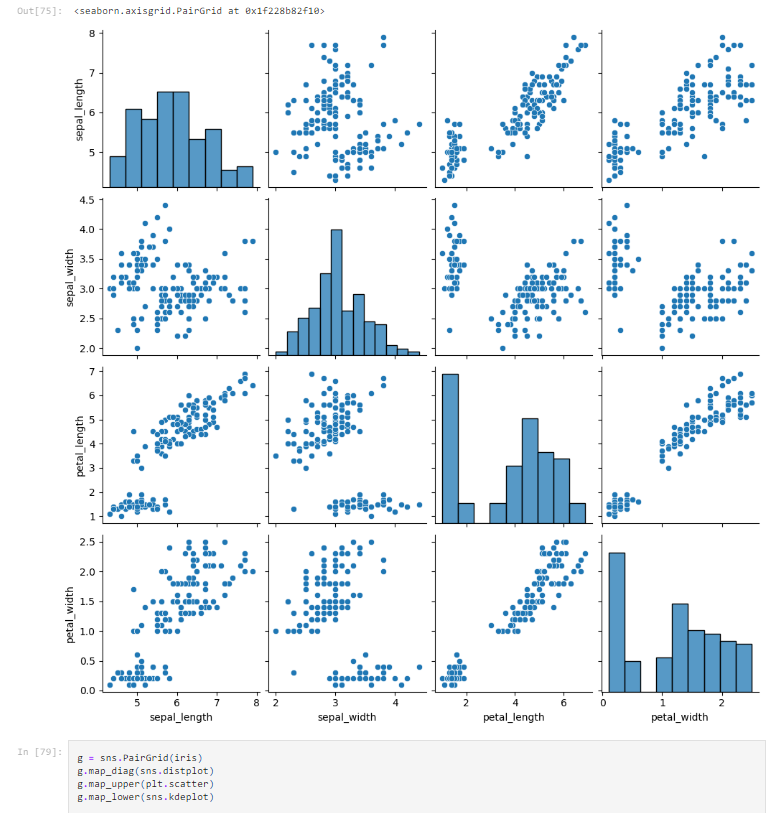 Out[75]: <seaborn.axisgrid.PairGrid at 0x1f228b82f10>
8
7
6
5
sepal_length
4.5
4.0
3.5
3.0
2.5
2.0
sepal_width
7
6
5
4
3
2
1
petal_length
2.5
2.0
1.5
1.0
0.5
0.0
petal_width
5 6 7 8 2 3 4 2 4 6 0 1 2
sepal_length sepal_width petal_length petal_width
In [79]:
g = sns.PairGrid(iris)
g.map_diag(sns.distplot)
g.map_upper(plt.scatter)
g.map_lower(sns.kdeplot)